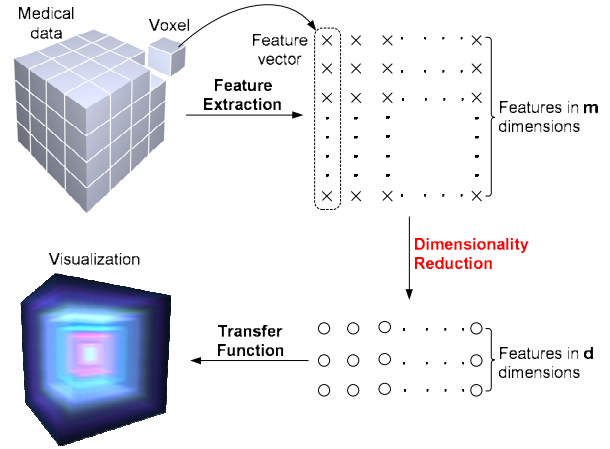 Medical
data
Voxel
Feature
vector
Feature
Extraction
Features in m
dimensions
Dimensionality
Reduction
Visualization
Transfer
Function
Features in d
dimensions